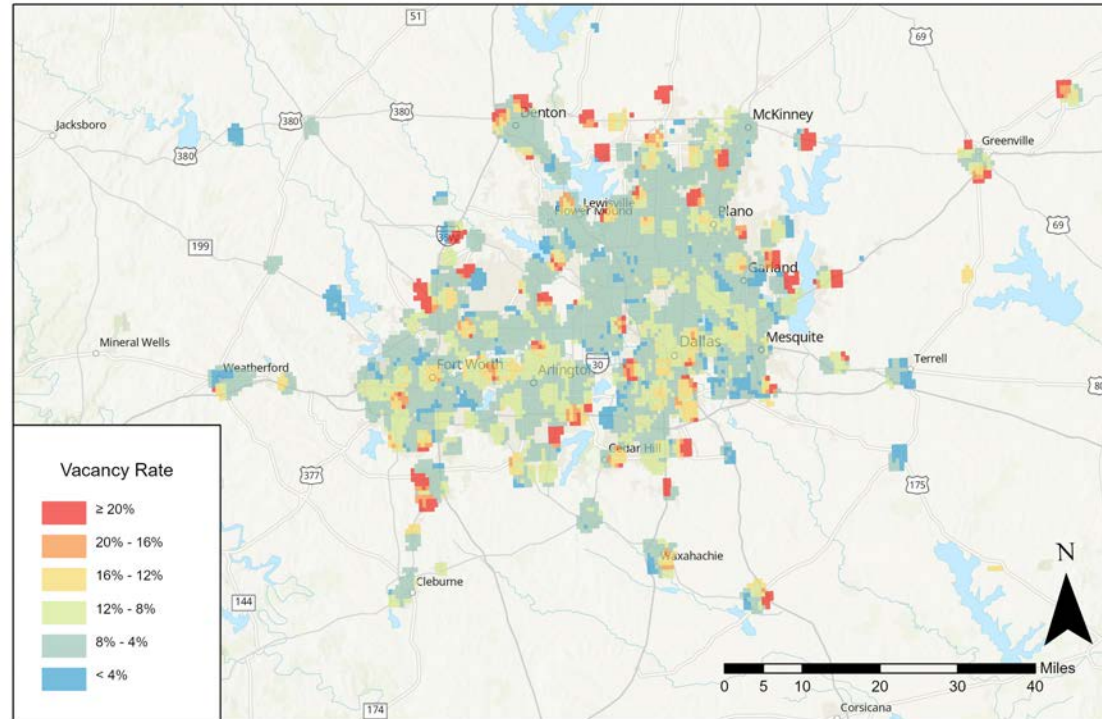 51
69
Jacksboro
380
380
380
Denton
McKinney
Greenville
Lewisville
Flower Mound
Plano
35W
69
199
Garland
Mineral Wells
Weatherford
Fort Worth
Arlington
30
Dallas
Mesquite
Terrell
80
Cedar Hill
377
175
Waxahachie
Cleburne
144
174
Corsicana
Vacancy Rate
≥ 20%
20% - 16%
16% - 12%
12% - 8%
8% - 4%
< 4%
N
Miles
0 5 10 20 30 40